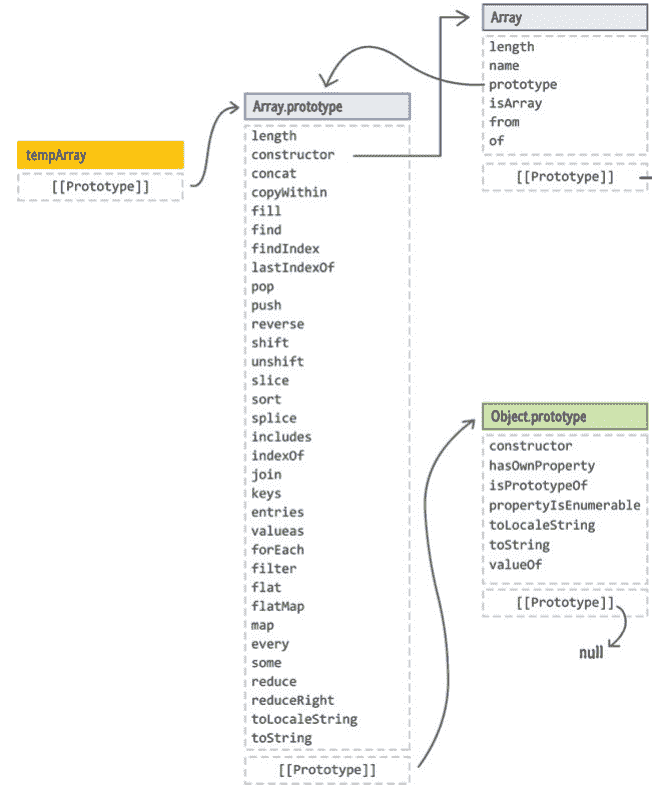 tempArray
[[Prototype]]
Array.prototype
length
constructor
concat
copyWithin
fill
find
findIndex
lastIndexOf
pop
push
reverse
shift
unshift
slice
sort
splice
includes
indexOf
join
keys
entries
valueas
forEach
filter
flat
flatMap
map
every
some
reduce
reduceRight
toLocaleString
toString
[[Prototype]]
Array
length
name
prototype
isArray
from
of
[[Prototype]]
Object.prototype
constructor
hasOwnProperty
isPrototypeOf
propertyIsEnumerable
toLocaleString
toString
valueOf
[[Prototype]]
null